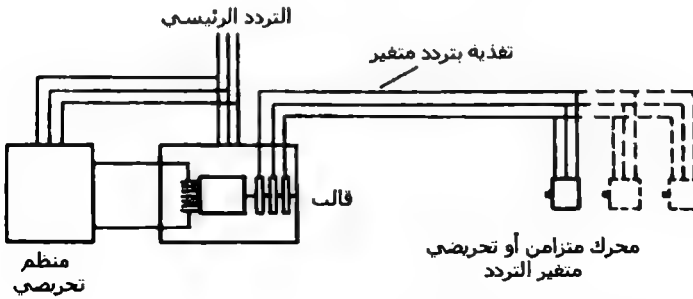 التردد الرئيسي
تغذية بتردد متغير
قالب
محرك متزامن أو تحريضي
متغير التردد
منظم
تحريضي